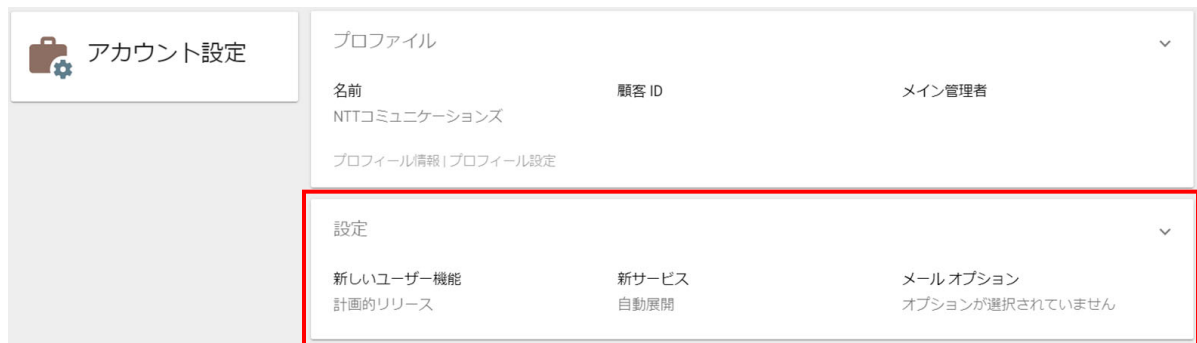 アカウント設定
プロファイル
名前 顧客 ID メイン管理者
NTTコミュニケーションズ
プロフィール情報 | プロフィール設定
設定
新しいユーザー機能 新サービス メール オプション
計画的リリース 自動展開 オプションが選択されていません